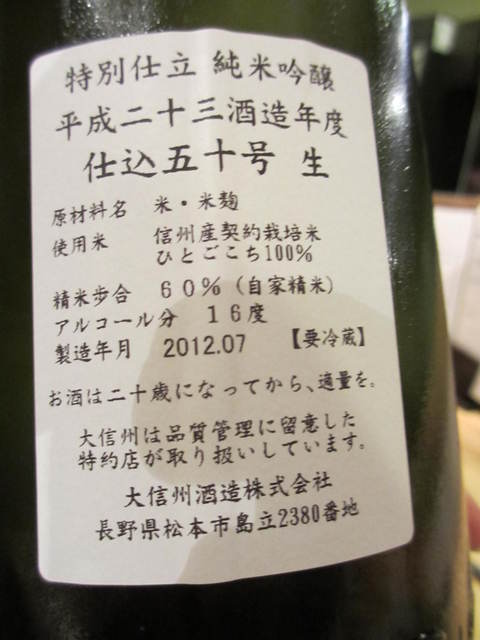 特別仕立 純米吟醸
平成二十三酒造年度
仕込五十号 生
原材料名 米・米麹
使用米 信州産契約栽培米
ひとごこち100%
精米歩合 60%(自家精米)
アルコール分 16度
製造年月 2012.07 【要冷蔵】
お酒は二十歳になってから、適量を。
大信州は品質管理に留意した
特約店が取り扱いしています。
大信州酒造株式会社
長野県松本市島立2380番地